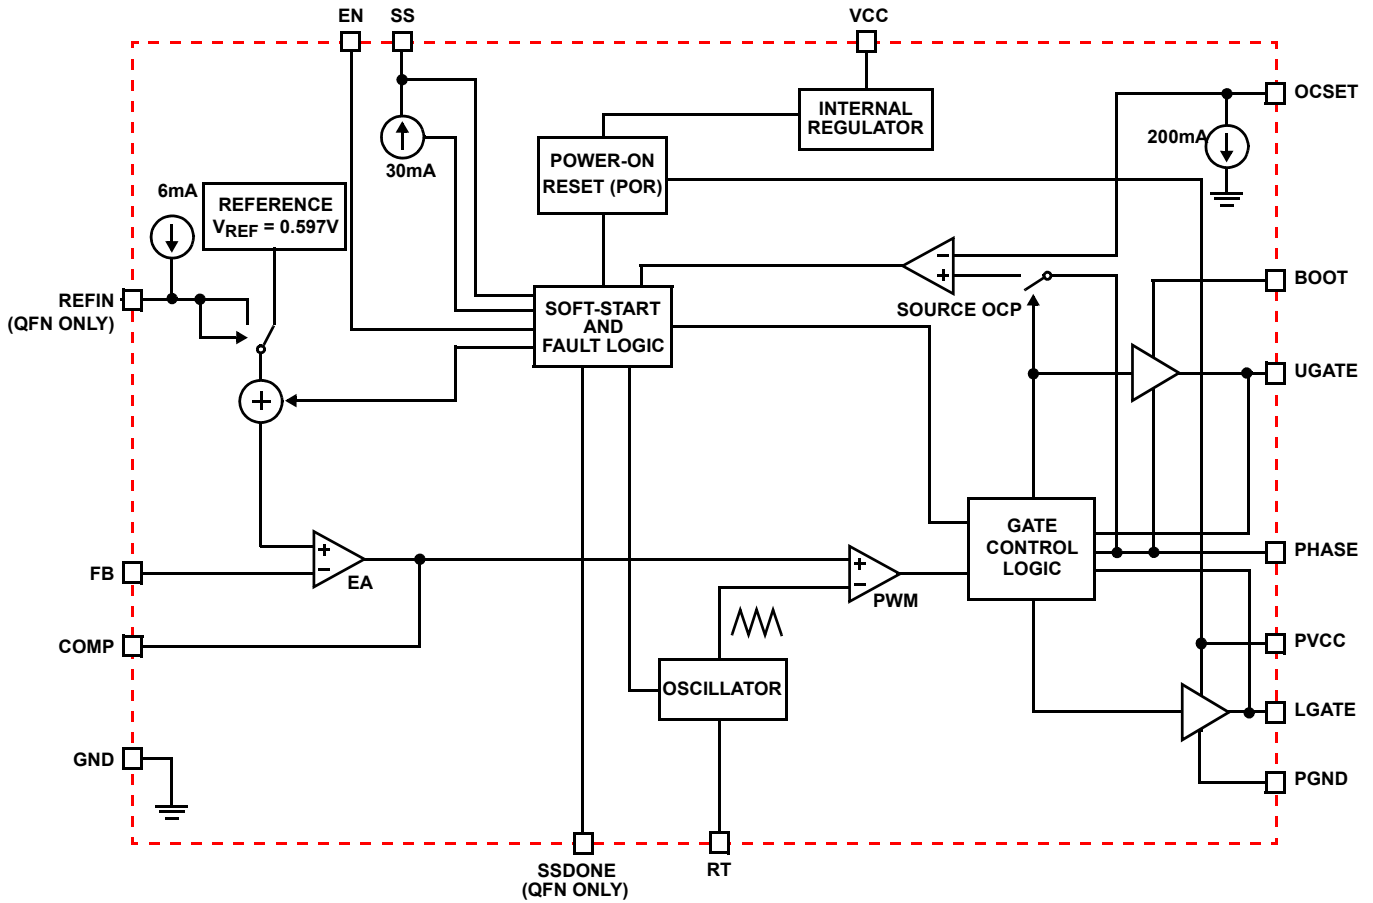 EN
SS
VCC
OCSET
INTERNAL
REGULATOR
200mA
30mA
POWER-ON
RESET (POR)
6mA
REFERENCE
VREF = 0.597V
−
+
BOOT
REFIN
(QFN ONLY)
SOURCE OCP
SOFT-START
AND
FAULT LOGIC
UGATE
+
GATE
CONTROL
LOGIC
PHASE
+
−
EA
FB
+
−
PWM
COMP
PVCC
OSCILLATOR
LGATE
GND
PGND
SSDONE
(QFN ONLY)
RT